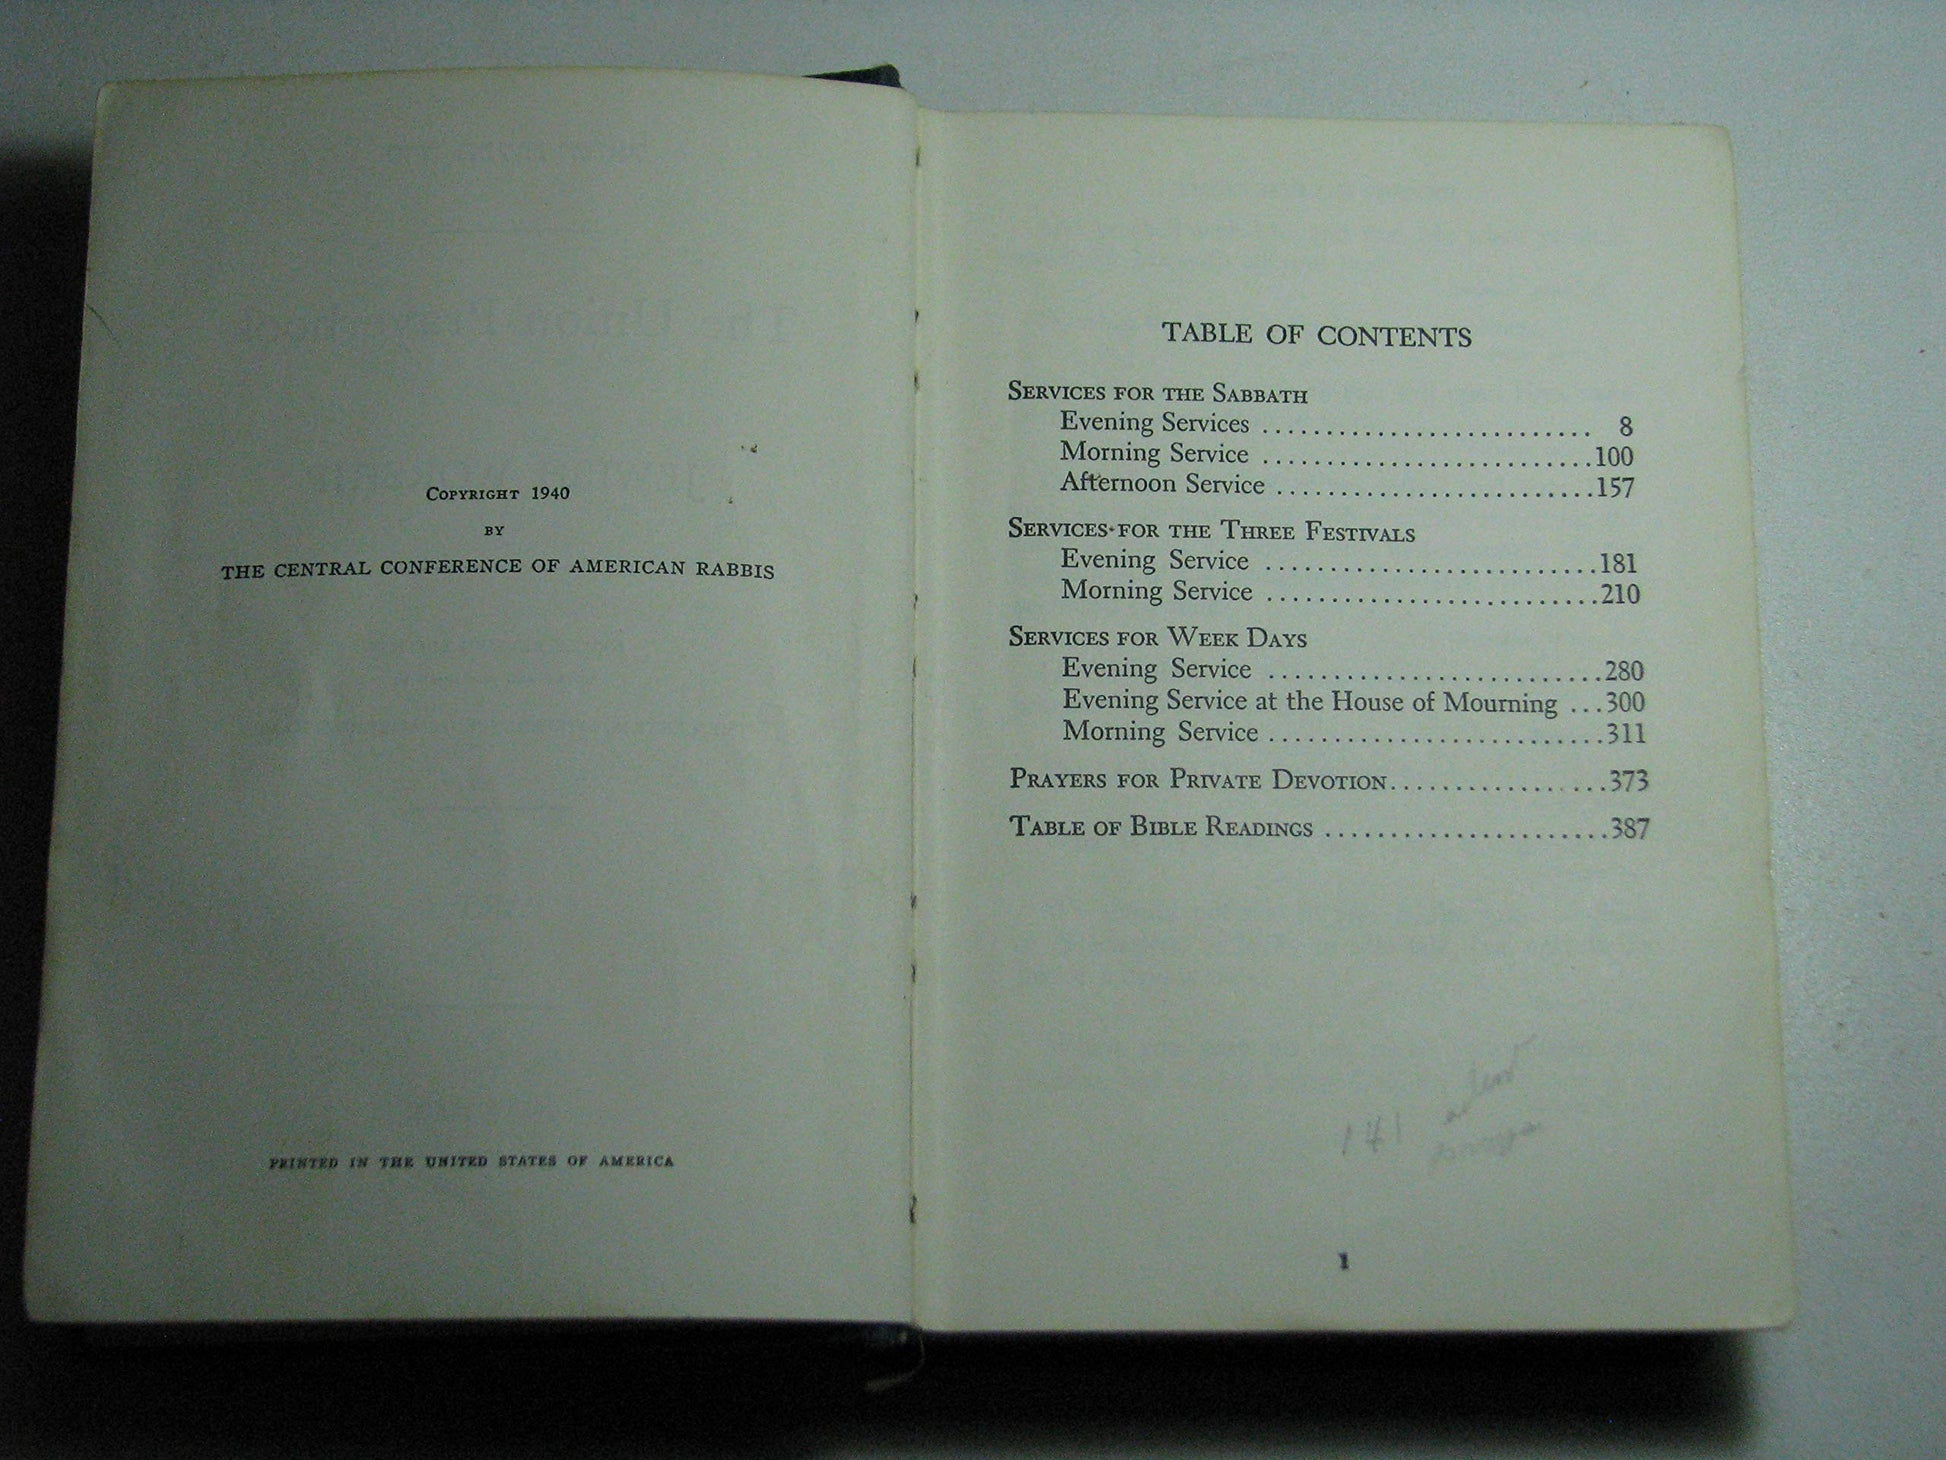 Copyright 1940
BY
THE CENTRAL CONFERENCE OF AMERICAN RABBIS
PRINTED IN THE UNITED STATES OF AMERICA
TABLE OF CONTENTS
Services for the Sabbath
Evening Services .......................... 8
Morning Service ..........................100
Afternoon Service .........................157
Services for the Three Festivals
Evening Service ..........................181
Morning Service ..........................210
Services for Week Days
Evening Service ..........................280
Evening Service at the House of Mourning ...300
Morning Service ..........................311
Prayers for Private Devotion.................373
Table of Bible Readings ......................387
141
1